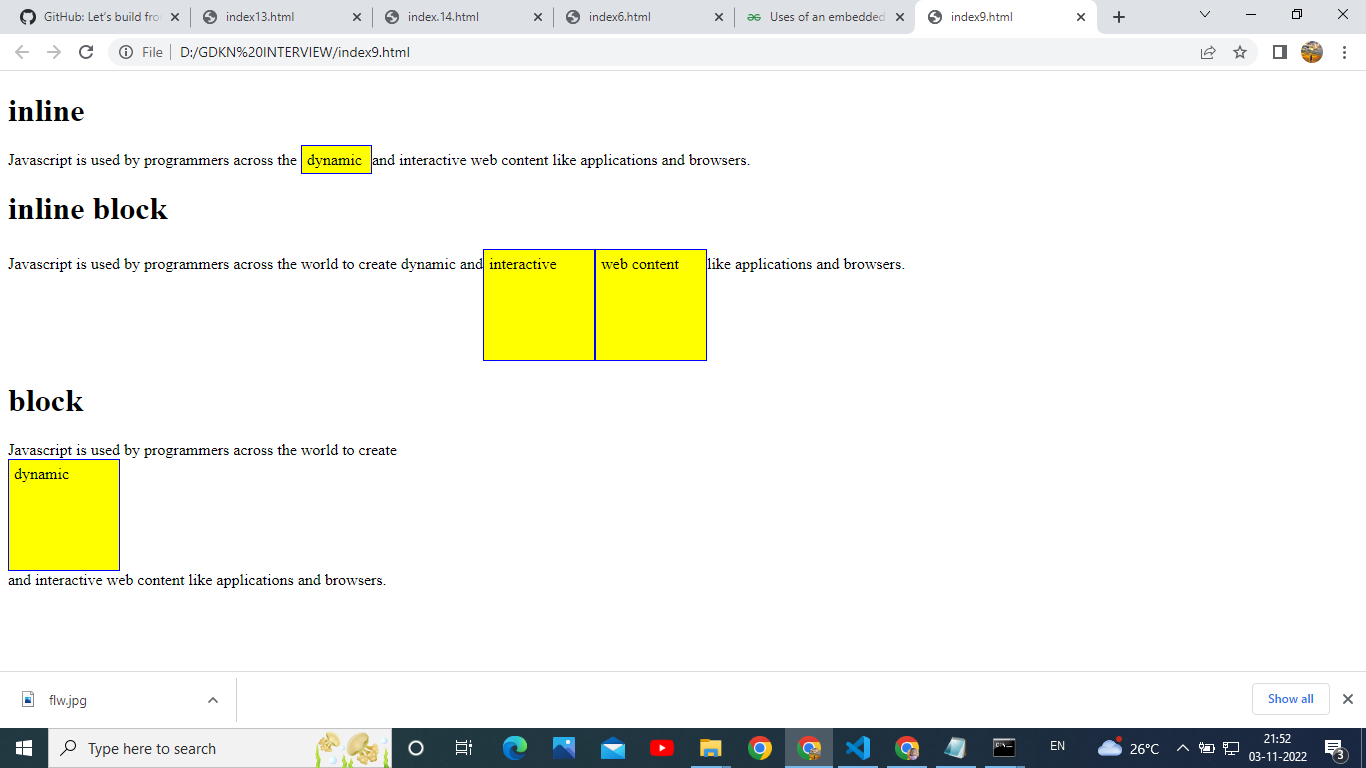 GitHub: Let's build fro
index13.html
index.14.html
index6.html
Uses of an embedded
index9.html
File
D:/GDKN%20INTERVIEW/index9.html
inline
Javascript is used by programmers across the dynamic and interactive web content like applications and browsers.
inline block
Javascript is used by programmers across the world to create dynamic and interactive web content like applications and browsers.
block
Javascript is used by programmers across the world to create
dynamic
and interactive web content like applications and browsers.
flw.jpg
Show all
Type here to search
EN
26°C
21:52
03-11-2022
3